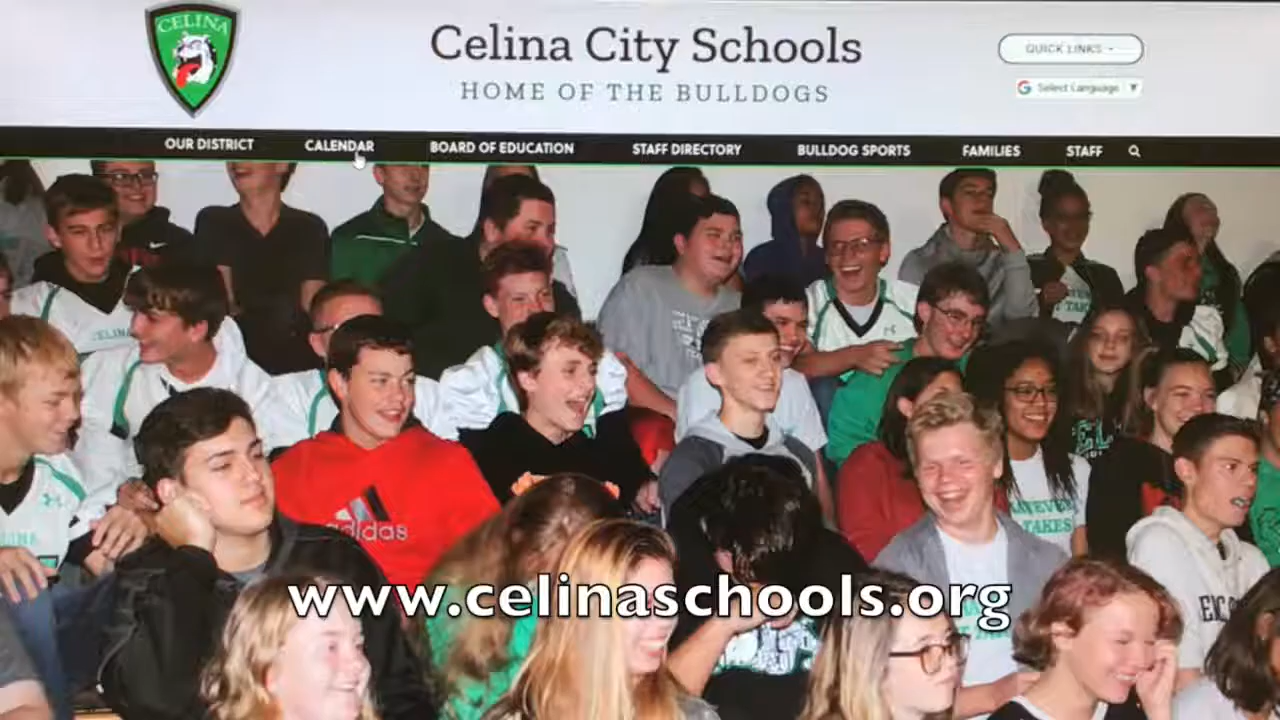 CELINA
Celina City Schools
HOME OF THE BULLDOGS
QUICK LINKS
G Select Language ▼
OUR DISTRICT
CALENDAR
BOARD OF EDUCATION
STAFF DIRECTORY
BULLDOG SPORTS
FAMILIES
STAFF
adidas
TAKES
www.celinaschools.org